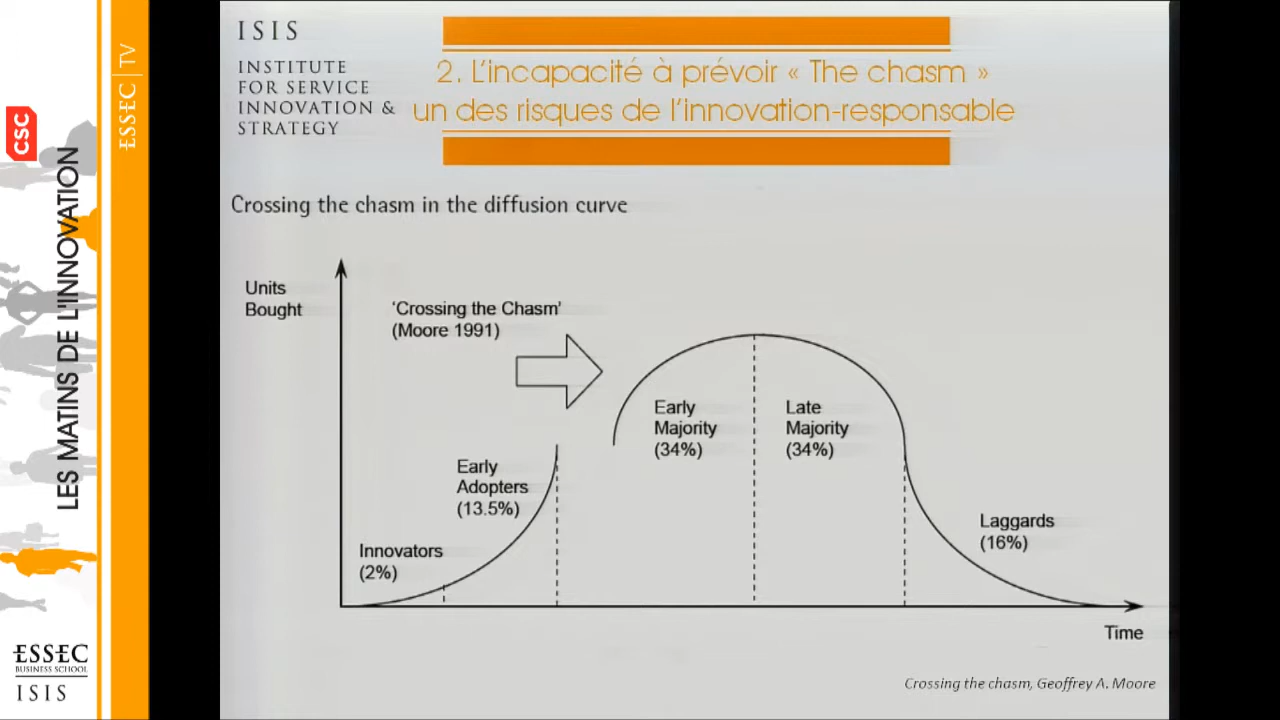 CSC
LES MATINS DE L'INNOVATION
ESSEC
BUSINESS SCHOOL
ISIS
ESSEC | TV
ISIS
INSTITUTE
FOR SERVICE
INNOVATION &
STRATEGY
2. L'incapacité à prévoir « The chasm »
un des risques de l'innovation-responsable
Crossing the chasm in the diffusion curve
Units
Bought
'Crossing the Chasm'
(Moore 1991)
Early
Majority
(34%)
Late
Majority
(34%)
Early
Adopters
(13.5%)
Innovators
(2%)
Laggards
(16%)
Time
Crossing the chasm, Geoffrey A. Moore